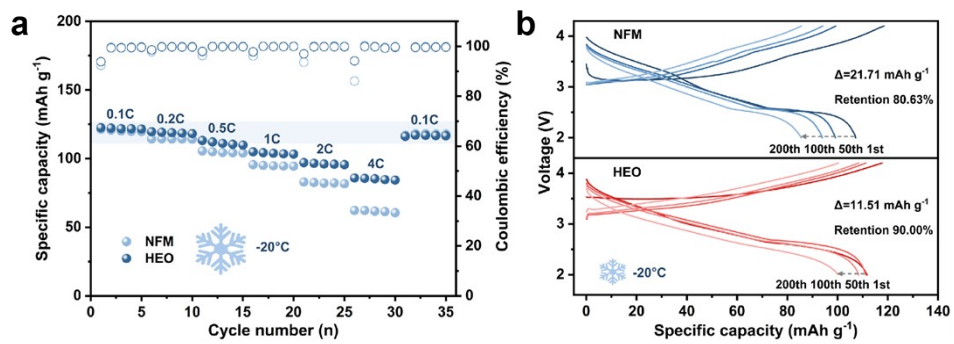 a
200
150
100
50
0
Specific capacity (mAh g⁻¹)
0.1C
0.2C
0.5C
1C
2C
4C
0.1C
NFM
HEO
-20°C
100
80
60
40
20
0
Coulombic efficiency (%)
0 5 10 15 20 25 30 35
Cycle number (n)
b
NFM
4
3
2
Δ=21.71 mAh g⁻¹
Retention 80.63%
200th 100th 50th 1st
Voltage (V)
HEO
4
3
2
Δ=11.51 mAh g⁻¹
Retention 90.00%
200th 100th 50th 1st
-20°C
0 20 40 60 80 100 120 140
Specific capacity (mAh g⁻¹)